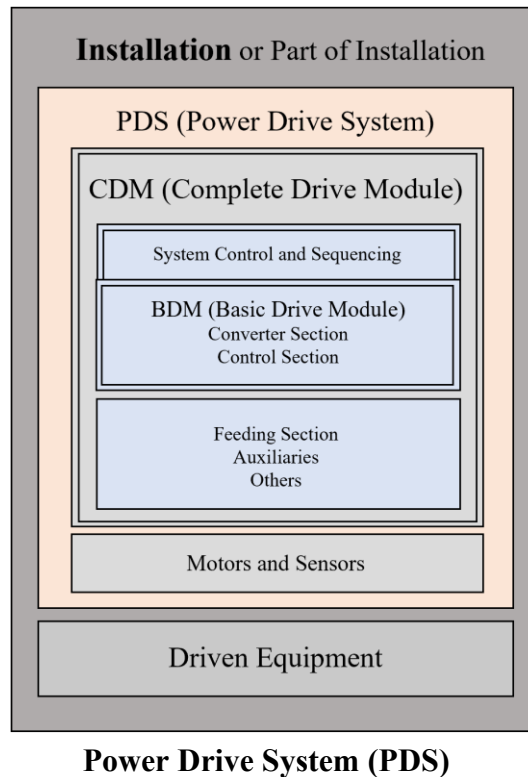 Installation or Part of Installation
PDS (Power Drive System)
CDM (Complete Drive Module)
System Control and Sequencing
BDM (Basic Drive Module)
Converter Section
Control Section
Feeding Section
Auxiliaries
Others
Motors and Sensors
Driven Equipment
Power Drive System (PDS)